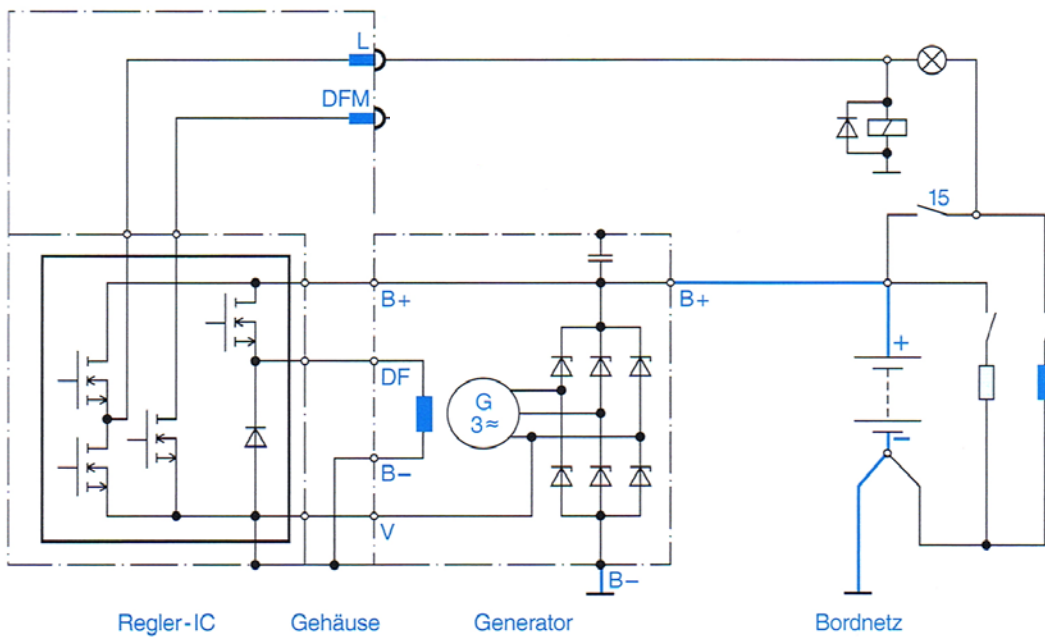 L
DFM
15
B+
B+
DF
G
3≈
+
B−
−
V
B−
Regler-IC
Gehäuse
Generator
Bordnetz